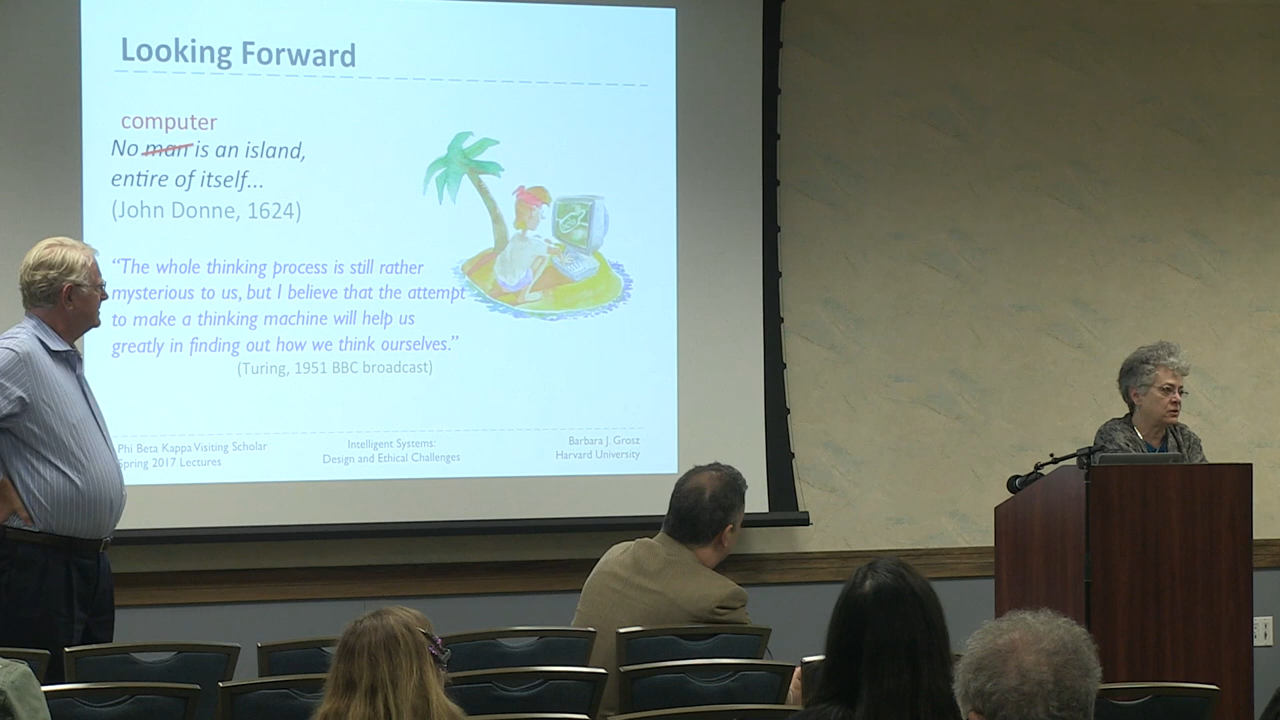 Looking Forward
computer
No man is an island,
entire of itself...
(John Donne, 1624)
“The whole thinking process is still rather
mysterious to us, but I believe that the attempt
to make a thinking machine will help us
greatly in finding out how we think ourselves.”
(Turing, 1951 BBC broadcast)
Phi Beta Kappa Visiting Scholar
Spring 2017 Lectures
Intelligent Systems:
Design and Ethical Challenges
Barbara J. Grosz
Harvard University